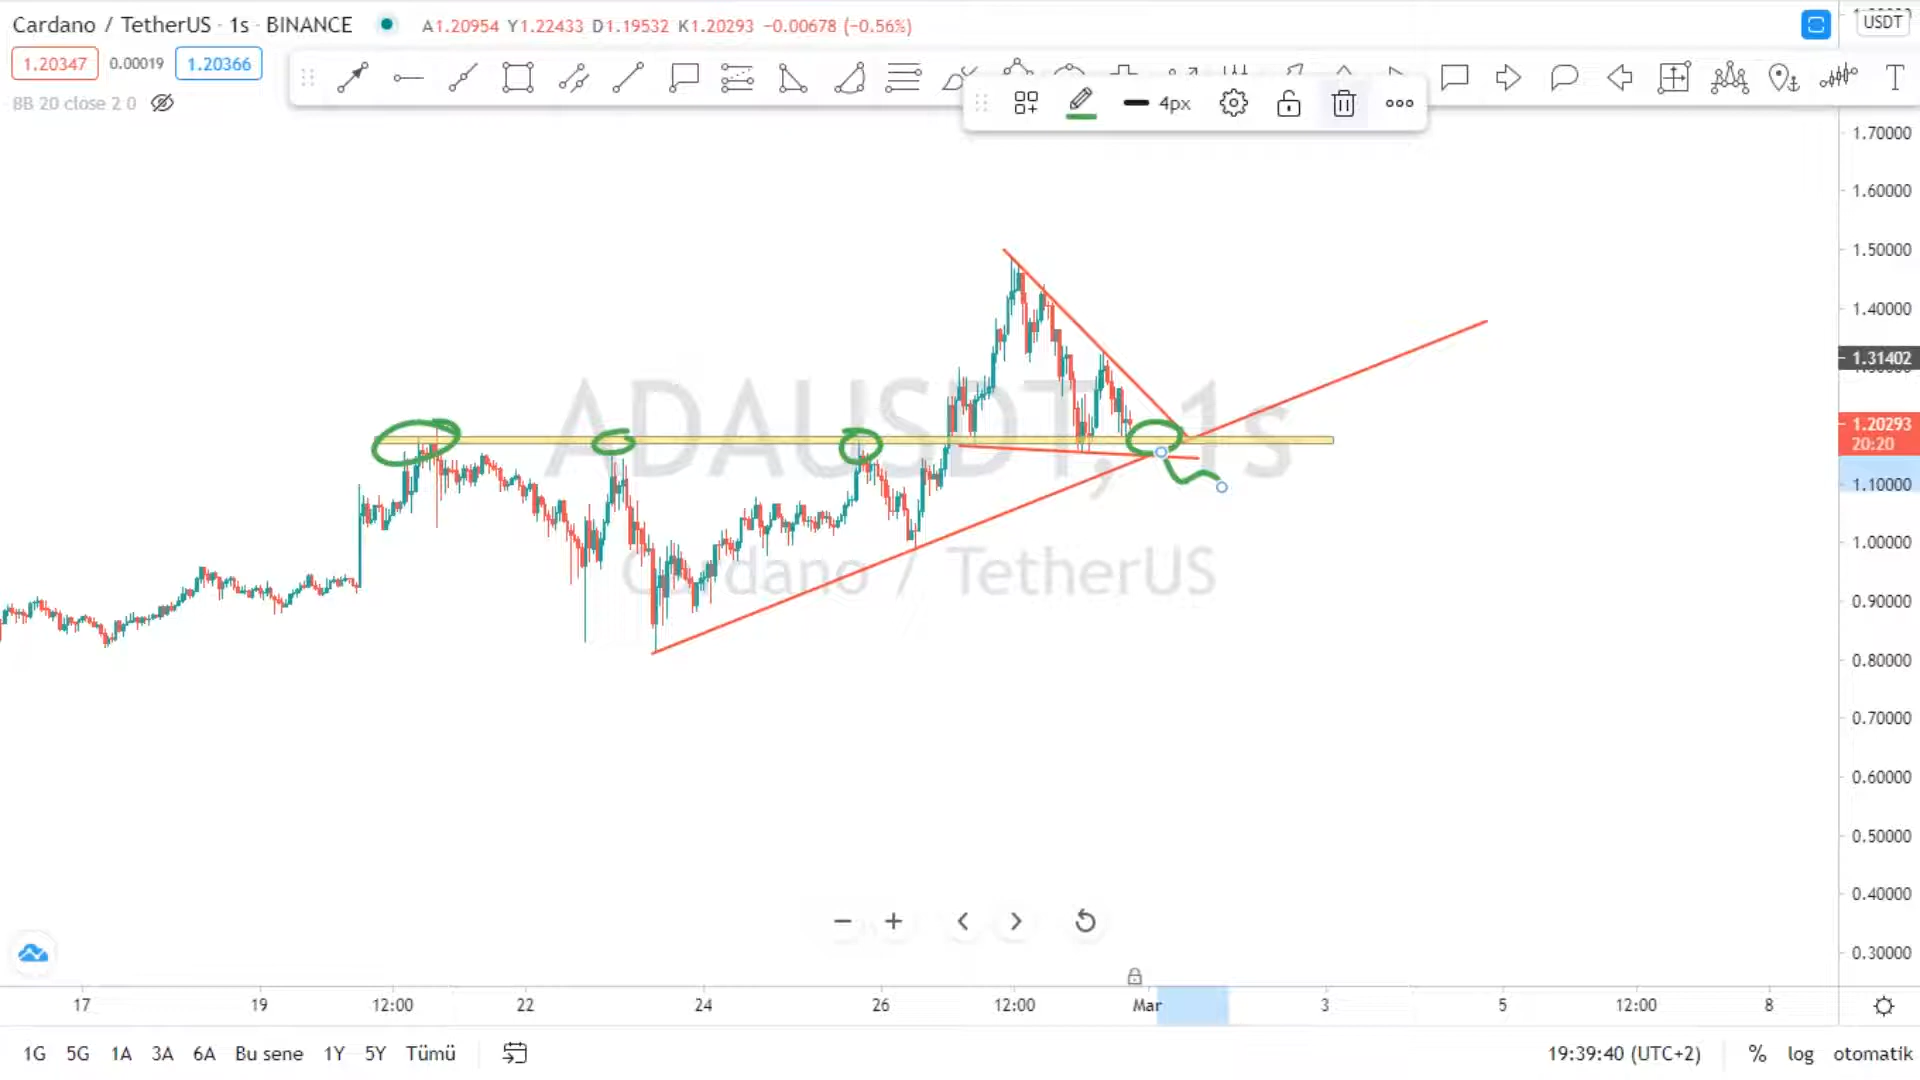 Cardano / TetherUS · 1s · BINANCE A1.20954 Y1.22433 D1.19532 K1.20293 −0.00678 (−0.56%)
USDT
1.20347 0.00019 1.20366
BB 20 close 2 0
4px
T
1.70000
1.60000
1.50000
1.40000
1.31402
1.20293
20:20
1.10000
1.00000
0.90000
0.80000
0.70000
0.60000
0.50000
0.40000
0.30000
ADAUSDT, 1s
Cardano / TetherUS
17 19 12:00 22 24 26 12:00 Mar 3 5 12:00 8
1G 5G 1A 3A 6A Bu sene 1Y 5Y Tümü 19:39:40 (UTC+2) % log otomatik